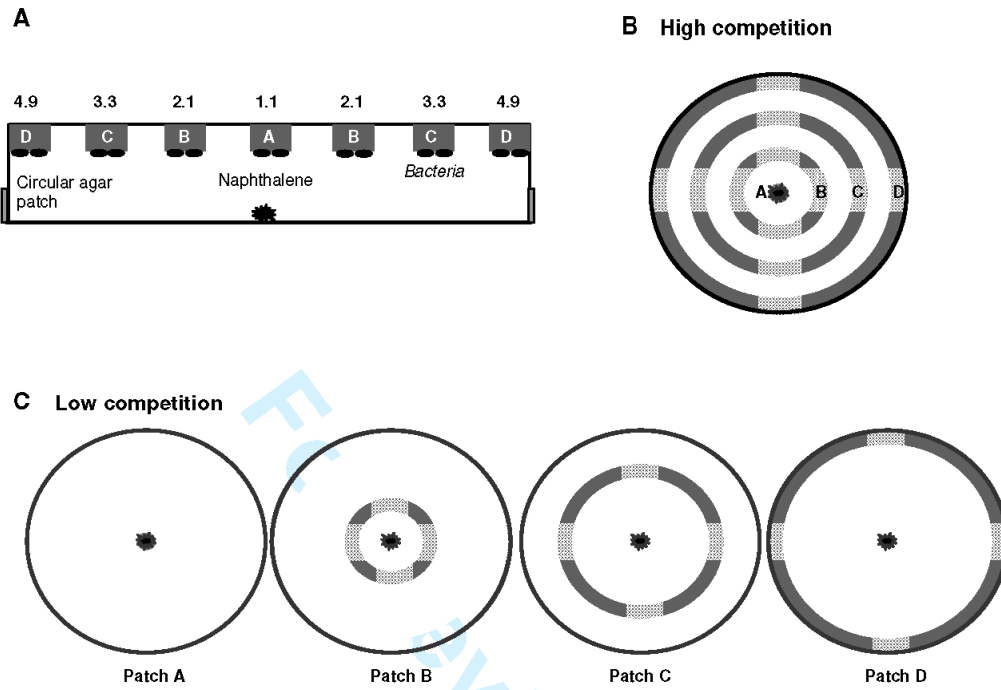 A
4.9 3.3 2.1 1.1 2.1 3.3 4.9
D C B A B C D
Circular agar
patch
Naphthalene
Bacteria
B High competition
A B C D
C Low competition
Patch A Patch B Patch C Patch D